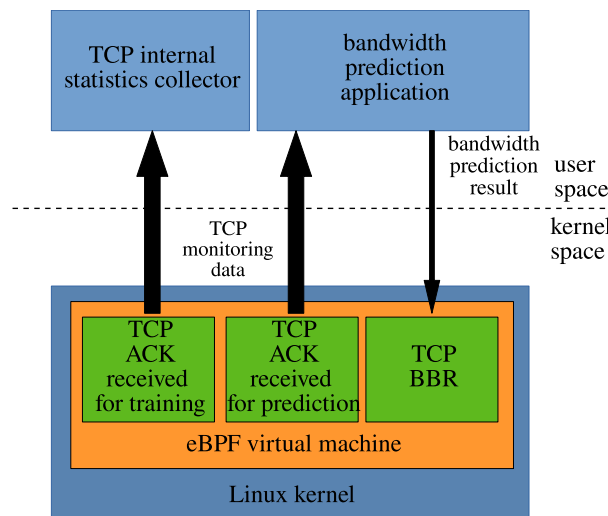 TCP internal
statistics collector
bandwidth
prediction
application
bandwidth
prediction
result
user
space
kernel
space
TCP
monitoring
data
TCP
ACK
received
for training
TCP
ACK
received
for prediction
TCP
BBR
eBPF virtual machine
Linux kernel